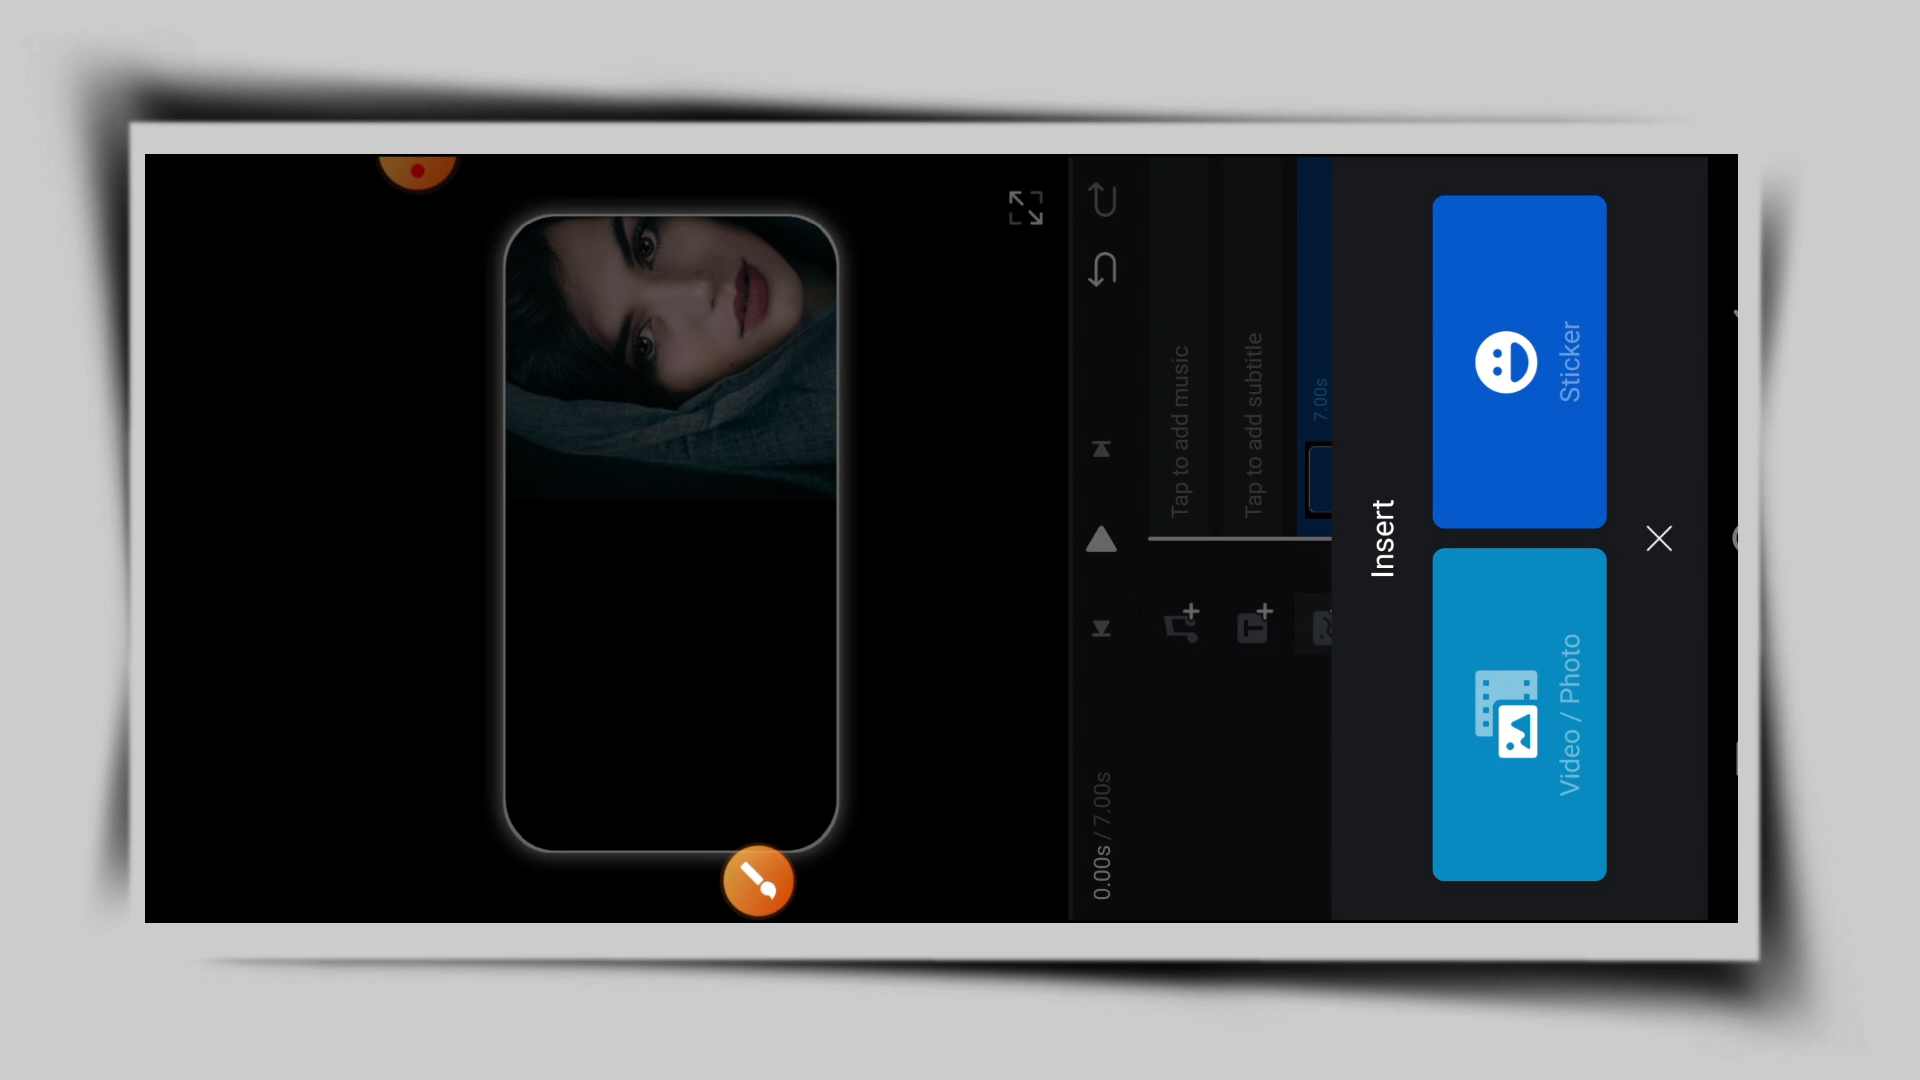 0.00s / 7.00s
Tap to add music
Tap to add subtitle
7.00s
Insert
Video / Photo
Sticker